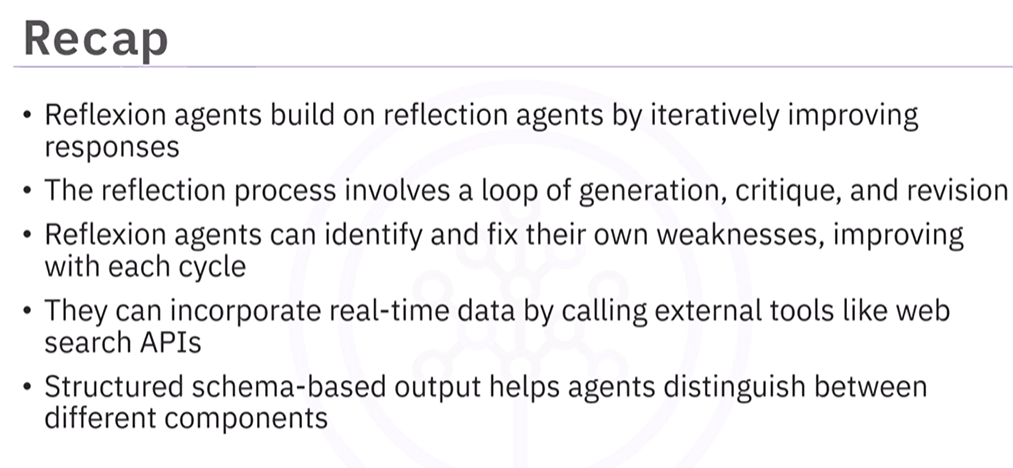 Recap
• Reflexion agents build on reflection agents by iteratively improving
responses
• The reflection process involves a loop of generation, critique, and revision
• Reflexion agents can identify and fix their own weaknesses, improving
with each cycle
• They can incorporate real-time data by calling external tools like web
search APIs
• Structured schema-based output helps agents distinguish between
different components